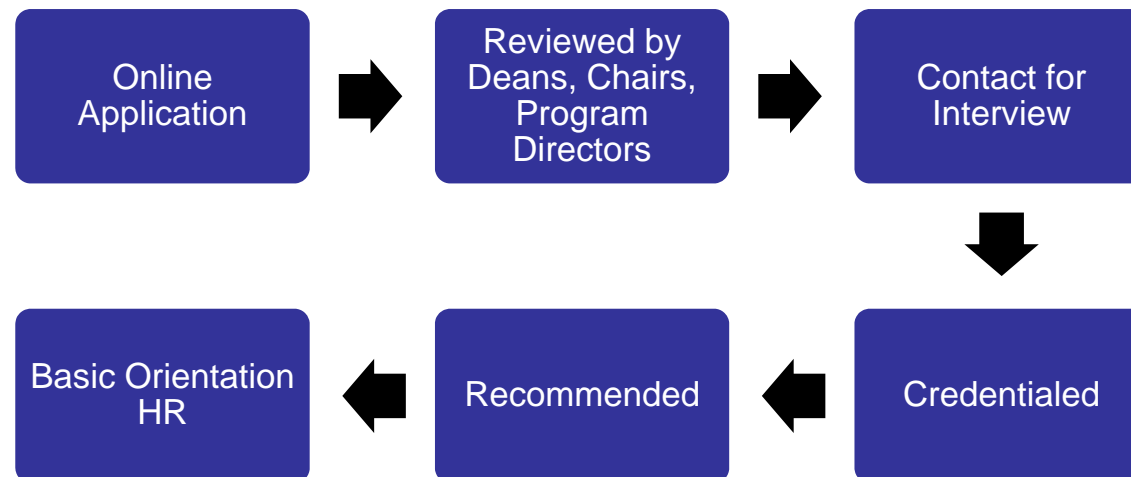 Online
Application
Reviewed by
Deans, Chairs,
Program
Directors
Contact for
Interview
Credentialed
Recommended
Basic Orientation
HR